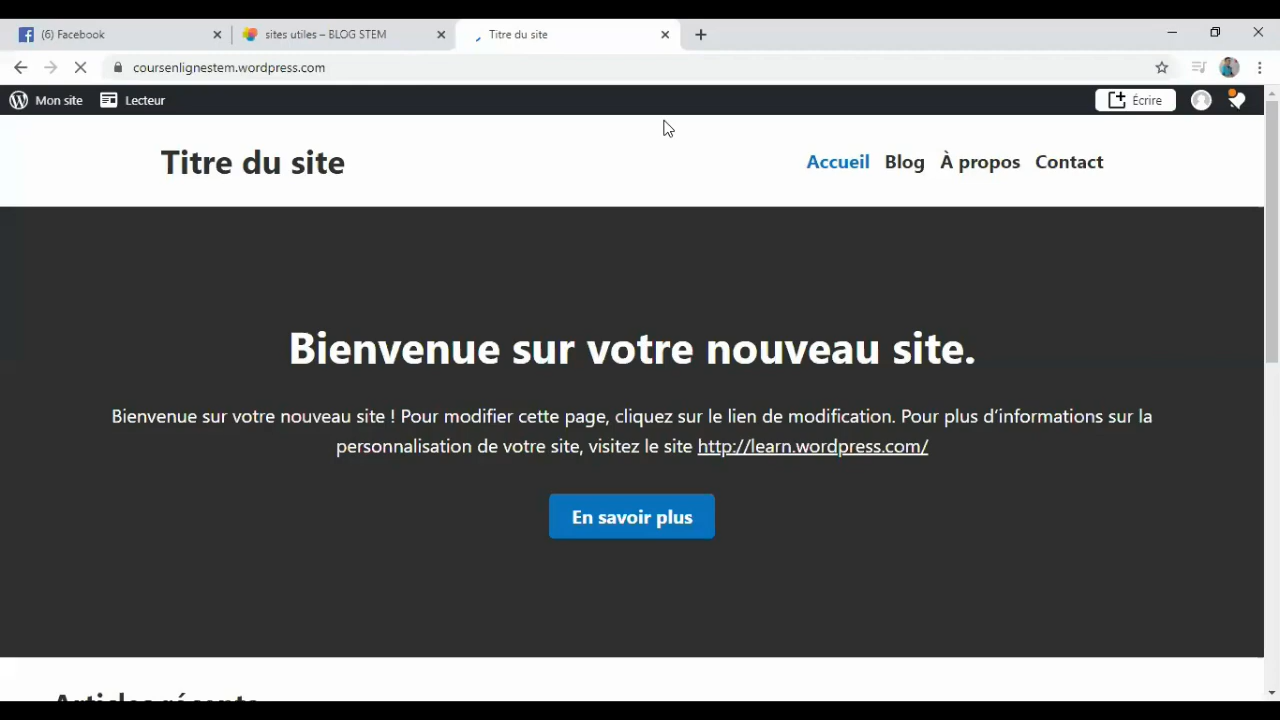 (6) Facebook
sites utiles – BLOG STEM
Titre du site
coursenlignestem.wordpress.com
Mon site
Lecteur
Écrire
Titre du site
Accueil Blog À propos Contact
Bienvenue sur votre nouveau site.
Bienvenue sur votre nouveau site ! Pour modifier cette page, cliquez sur le lien de modification. Pour plus d’informations sur la
personnalisation de votre site, visitez le site http://learn.wordpress.com/
En savoir plus
Articles récents